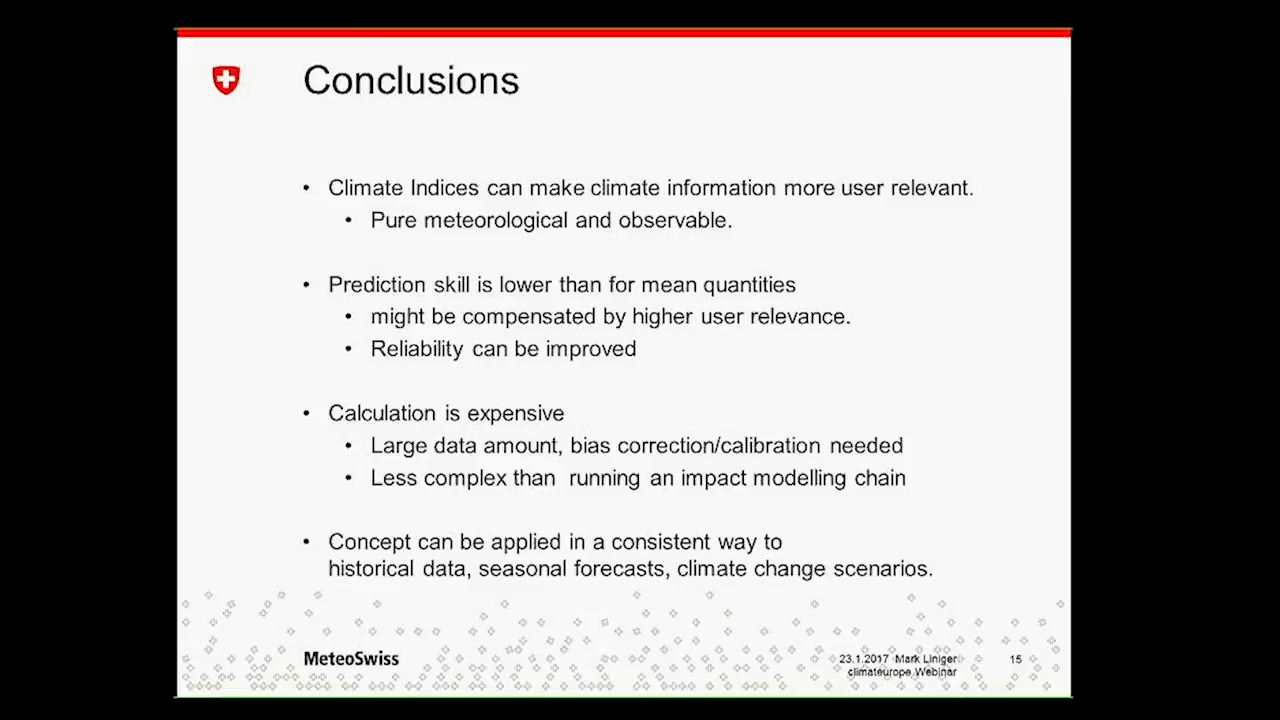 Conclusions
• Climate Indices can make climate information more user relevant.
• Pure meteorological and observable.
• Prediction skill is lower than for mean quantities
• might be compensated by higher user relevance.
• Reliability can be improved
• Calculation is expensive
• Large data amount, bias correction/calibration needed
• Less complex than  running an impact modelling chain
• Concept can be applied in a consistent way to
historical data, seasonal forecasts, climate change scenarios.
MeteoSwiss
23.1.2017 Mark Liniger
climateurope Webinar
15